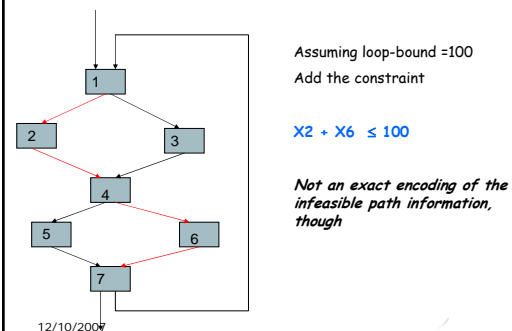 1
2
3
4
5
6
7
12/10/2007
Assuming loop-bound =100
Add the constraint
X2 + X6 ≤ 100
Not an exact encoding of the
infeasible path information,
though